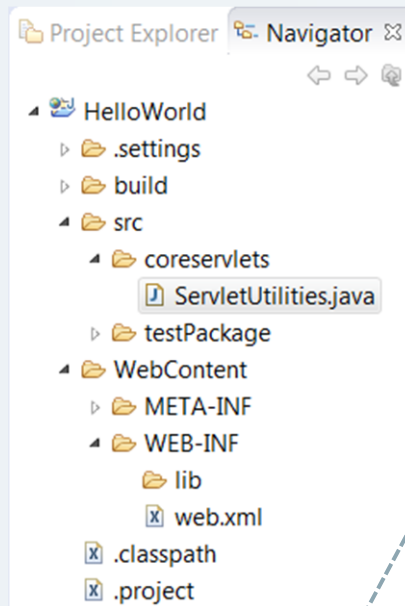 Project Explorer Navigator
HelloWorld
.settings
build
src
coreservlets
ServletUtilities.java
testPackage
WebContent
META-INF
WEB-INF
lib
web.xml
.classpath
.project